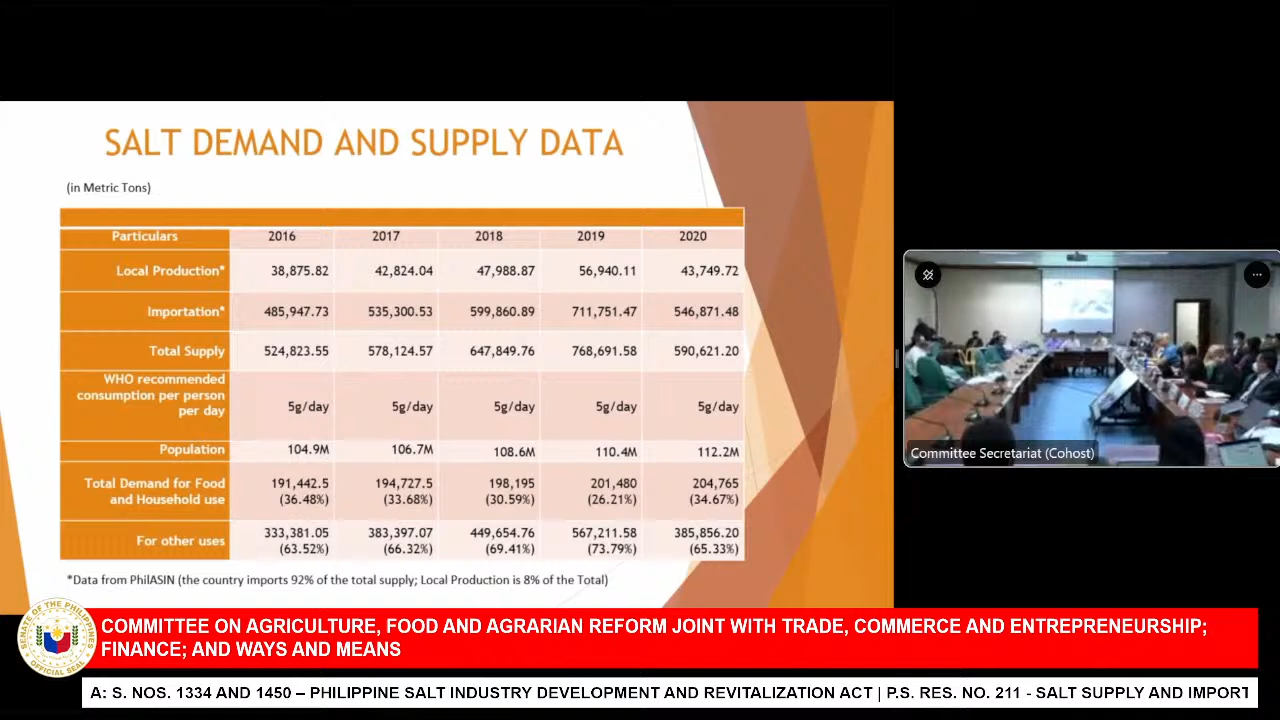 SALT DEMAND AND SUPPLY DATA
(in Metric Tons)
Particulars 2016 2017 2018 2019 2020
Local Production* 38,875.82 42,824.04 47,988.87 56,940.11 43,749.72
Importation* 485,947.73 535,300.53 599,860.89 711,751.47 546,871.48
Total Supply 524,823.55 578,124.57 647,849.76 768,691.58 590,621.20
WHO recommended
consumption per person
per day 5g/day 5g/day 5g/day 5g/day 5g/day
Population 104.9M 106.7M 108.6M 110.4M 112.2M
Total Demand for Food 191,442.5 194,727.5 198,195 201,480 204,765
and Household use (36.48%) (33.68%) (30.59%) (26.21%) (34.67%)
For other uses 333,381.05 383,397.07 449,654.76 567,211.58 385,856.20
(63.52%) (66.32%) (69.41%) (73.79%) (65.33%)
*Data from PhilASIN (the country imports 92% of the total supply; Local Production is 8% of the Total)
Committee Secretariat (Cohost)
SENATE OF THE PHILIPPINES
OFFICIAL SEAL
COMMITTEE ON AGRICULTURE, FOOD AND AGRARIAN REFORM JOINT WITH TRADE, COMMERCE AND ENTREPRENEURSHIP;
FINANCE; AND WAYS AND MEANS
A: S. NOS. 1334 AND 1450 – PHILIPPINE SALT INDUSTRY DEVELOPMENT AND REVITALIZATION ACT | P.S. RES. NO. 211 - SALT SUPPLY AND IMPORT